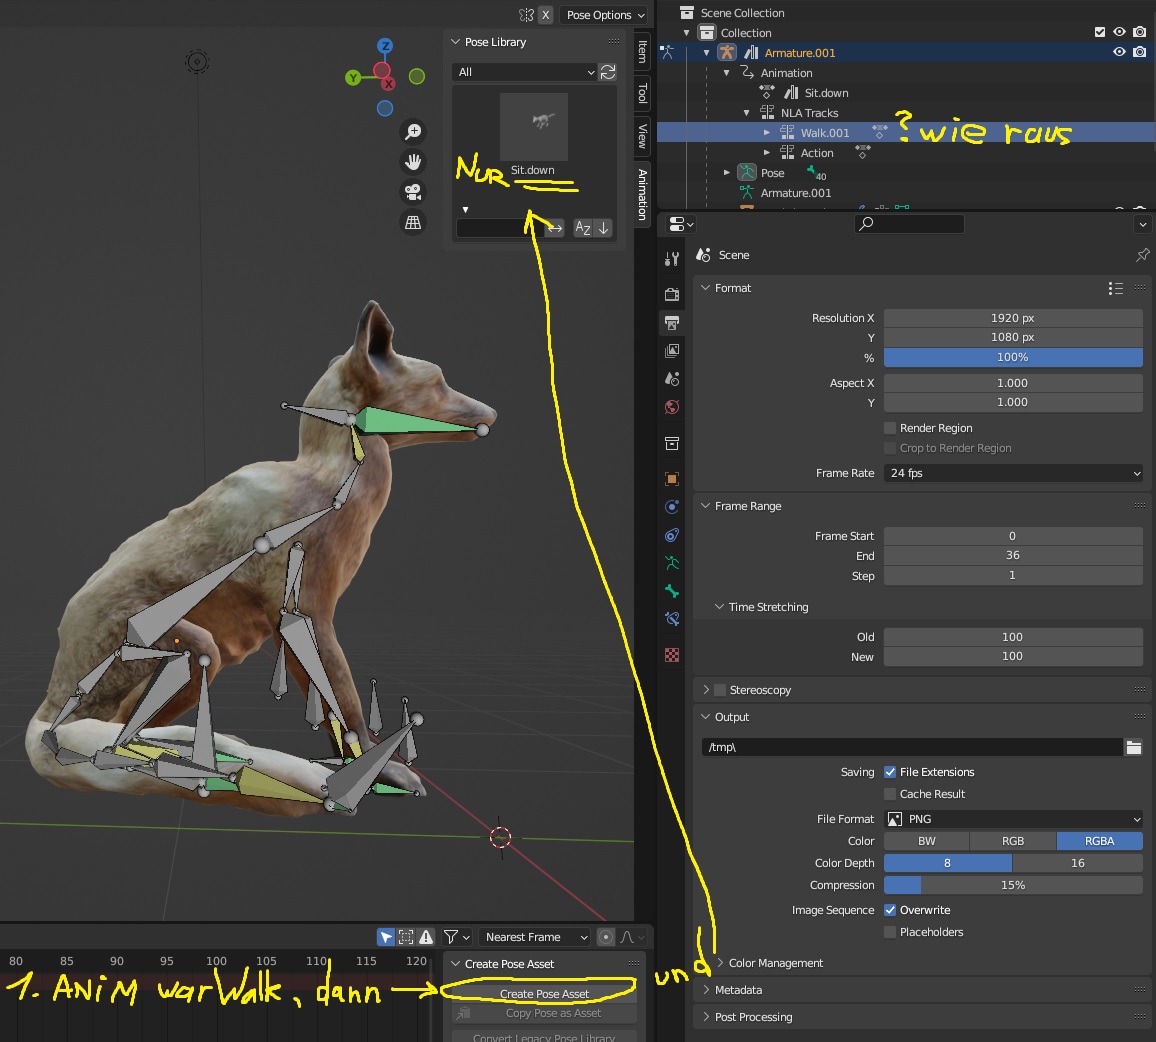 X
Pose Options
Pose Library
All
NUR Sit.down
AZ
Z
Y
X
Item
Tool
View
Animation
Scene Collection
Collection
Armature.001
Animation
Sit.down
NLA Tracks
Walk.001 ? wie raus
Action
Pose
40
Armature.001
Scene
Format
Resolution X 1920 px
Y 1080 px
% 100%
Aspect X 1.000
Y 1.000
Render Region
Crop to Render Region
Frame Rate 24 fps
Frame Range
Frame Start 0
End 36
Step 1
Time Stretching
Old 100
New 100
Stereoscopy
Output
/tmp\
Saving File Extensions
Cache Result
File Format PNG
Color BW RGB RGBA
Color Depth 8 16
Compression 15%
Image Sequence Overwrite
Placeholders
Color Management
Metadata
Post Processing
Nearest Frame
80 85 90 95 100 105 110 115 120
Create Pose Asset
1. ANiM war Walk, dann Create Pose Asset und
Copy Pose as Asset
Convert Legacy Pose Library